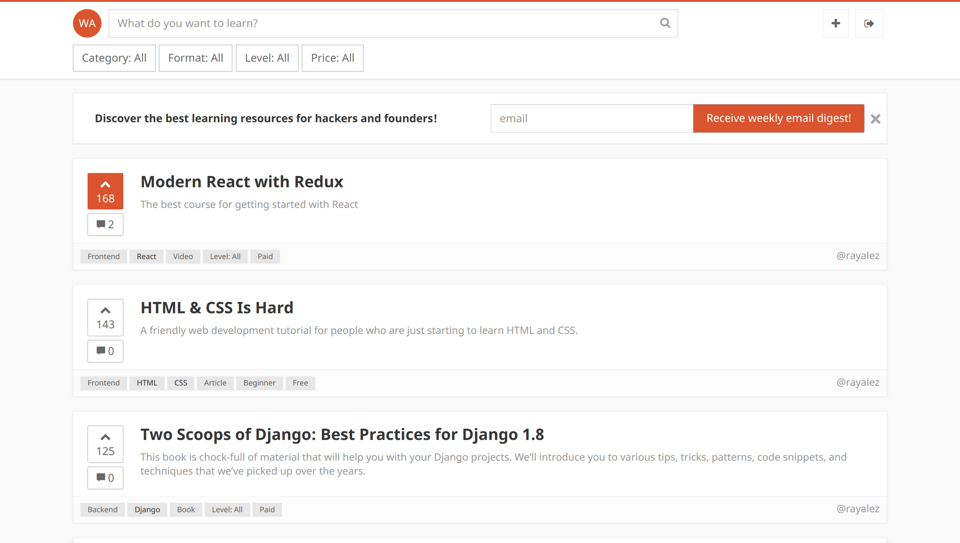 WA
What do you want to learn?
Category: All
Format: All
Level: All
Price: All
Discover the best learning resources for hackers and founders!
email
Receive weekly email digest!
168
Modern React with Redux
The best course for getting started with React
2
Frontend
React
Video
Level: All
Paid
@rayalez
143
HTML & CSS Is Hard
A friendly web development tutorial for people who are just starting to learn HTML and CSS.
0
Frontend
HTML
CSS
Article
Beginner
Free
@rayalez
125
Two Scoops of Django: Best Practices for Django 1.8
This book is chock-full of material that will help you with your Django projects. We'll introduce you to various tips, tricks, patterns, code snippets, and
techniques that we've picked up over the years.
0
Backend
Django
Book
Level: All
Paid
@rayalez